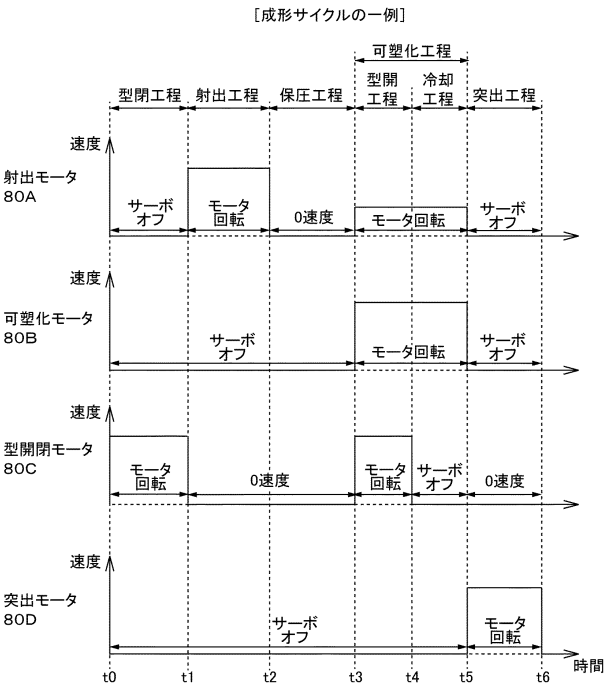 ［成形サイクルの一例］
可塑化工程
型閉工程 射出工程 保圧工程 型開工程 冷却工程 突出工程
速度
射出モータ
80A
サーボオフ モータ回転 0速度 モータ回転 サーボオフ
速度
可塑化モータ
80B
サーボオフ モータ回転 サーボオフ
速度
型開閉モータ
80C
モータ回転 0速度 モータ回転 サーボオフ 0速度
速度
突出モータ
80D
サーボオフ モータ回転
時間
t0 t1 t2 t3 t4 t5 t6